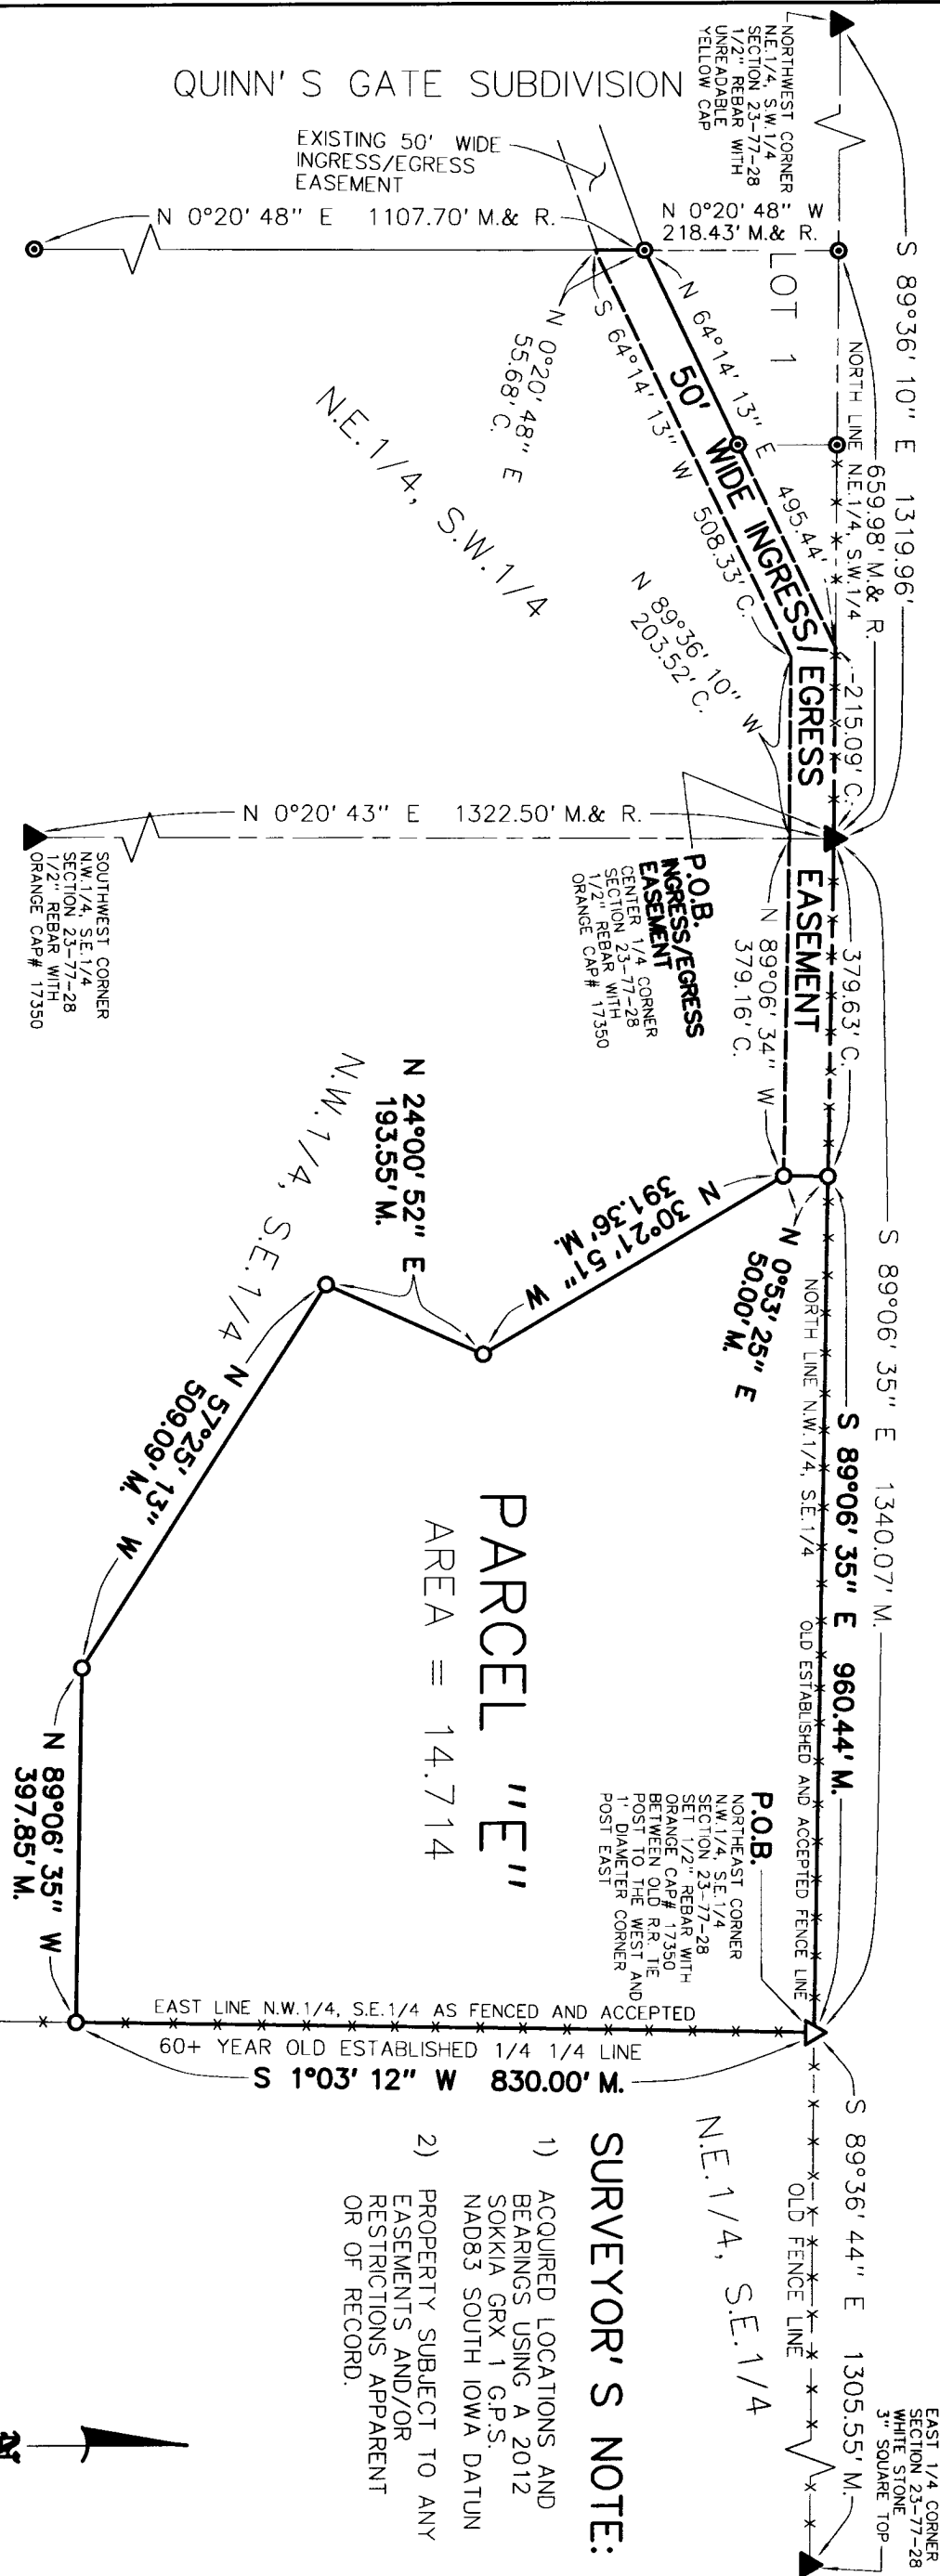 QUINN'S GATE SUBDIVISION
EXISTING 50' WIDE
INGRESS/EGRESS
EASEMENT
NORTHWEST CORNER
N.E.1/4, S.W.1/4
SECTION 23-77-28
1/2" REBAR WITH
UNREADABLE
YELLOW CAP
N 0°20'48" E 1107.70' M.& R.
N 0°20'48" W
218.43' M.& R.
LOT 1
S 89°36'10" E 1319.96'
659.98' M.& R.
NORTH LINE N.E.1/4, S.W.1/4
N 64°14'13" E
495.44'
50' WIDE INGRESS/EGRESS EASEMENT
S 64°14'13" W 508.33' C.
N 0°20'48" E
55.68' C.
N.E.1/4, S.W.1/4
N 89°36'10" W
203.52' C.
215.09' C.
N 0°20'43" E 1322.50' M.& R.
SOUTHWEST CORNER
N.W.1/4, S.E.1/4
SECTION 23-77-28
1/2" REBAR WITH
ORANGE CAP# 17350
P.O.B.
INGRESS/EGRESS
EASEMENT
CENTER 1/4 CORNER
SECTION 23-77-28
1/2" REBAR WITH
ORANGE CAP# 17350
379.63' C.
N 89°06'34" W
379.16' C.
S 89°06'35" E 1340.07' M.
S 89°06'35" E 960.44' M.
NORTH LINE N.W.1/4, S.E.1/4
OLD ESTABLISHED AND ACCEPTED FENCE LINE
N 0°53'25" E
50.00' M.
N 30°21'51" W
391.36' M.
N 24°00'52" E
193.55' M.
N.W.1/4, S.E.1/4
N 57°25'13" W
509.09' M.
PARCEL "E"
AREA = 14.714
N 89°06'35" W
397.85' M.
P.O.B.
NORTHEAST CORNER
N.W.1/4, S.E.1/4
SECTION 23-77-28
SET 1/2" REBAR WITH
ORANGE CAP# 17350
BETWEEN OLD R.R. TIE
POST TO THE WEST AND
1' DIAMETER CORNER
POST EAST
EAST LINE N.W.1/4, S.E.1/4 AS FENCED AND ACCEPTED
60+ YEAR OLD ESTABLISHED 1/4 1/4 LINE
S 1°03'12" W 830.00' M.
S 89°36'44" E 1305.55' M.
OLD FENCE LINE
N.E.1/4, S.E.1/4
EAST 1/4 CORNER
SECTION 23-77-28
WHITE STONE
3" SQUARE TOP
SURVEYOR'S NOTE:
1) ACQUIRED LOCATIONS AND
BEARINGS USING A 2012
SOKKIA GRX 1 G.P.S.
NAD83 SOUTH IOWA DATUN
2) PROPERTY SUBJECT TO ANY
EASEMENTS AND/OR
RESTRICTIONS APPARENT
OR OF RECORD.
N